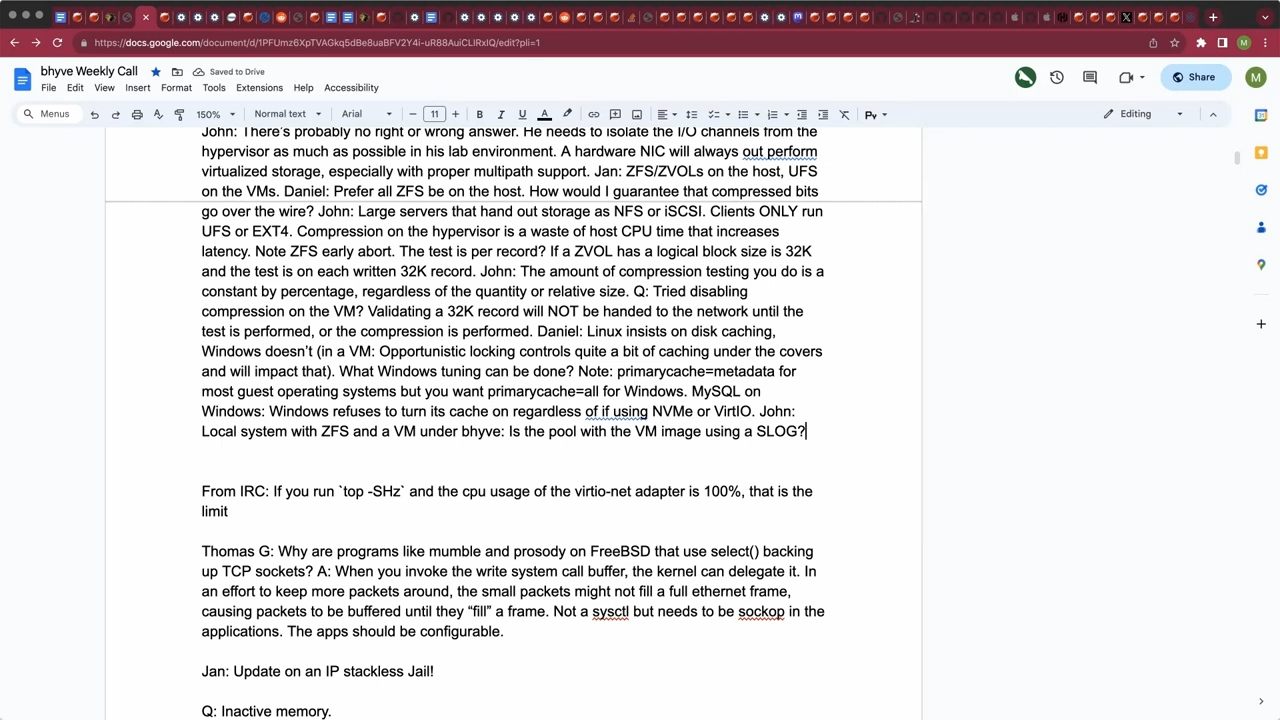 https://docs.google.com/document/d/1PFUmz6XpTVAGkq5dBe8uaBFV2Y4i-uR88AuiCLIRxIQ/edit?pli=1
bhyve Weekly Call
Saved to Drive
File Edit View Insert Format Tools Extensions Help Accessibility
Share
M
Menus
150%
Normal text
Arial
11
Editing
John: There's probably no right or wrong answer. He needs to isolate the I/O channels from the
hypervisor as much as possible in his lab environment. A hardware NIC will always out perform
virtualized storage, especially with proper multipath support. Jan: ZFS/ZVOLs on the host, UFS
on the VMs. Daniel: Prefer all ZFS be on the host. How would I guarantee that compressed bits
go over the wire? John: Large servers that hand out storage as NFS or iSCSI. Clients ONLY run
UFS or EXT4. Compression on the hypervisor is a waste of host CPU time that increases
latency. Note ZFS early abort. The test is per record? If a ZVOL has a logical block size is 32K
and the test is on each written 32K record. John: The amount of compression testing you do is a
constant by percentage, regardless of the quantity or relative size. Q: Tried disabling
compression on the VM? Validating a 32K record will NOT be handed to the network until the
test is performed, or the compression is performed. Daniel: Linux insists on disk caching,
Windows doesn't (in a VM: Opportunistic locking controls quite a bit of caching under the covers
and will impact that). What Windows tuning can be done? Note: primarycache=metadata for
most guest operating systems but you want primarycache=all for Windows. MySQL on
Windows: Windows refuses to turn its cache on regardless of if using NVMe or VirtIO. John:
Local system with ZFS and a VM under bhyve: Is the pool with the VM image using a SLOG?
From IRC: If you run `top -SHz` and the cpu usage of the virtio-net adapter is 100%, that is the
limit
Thomas G: Why are programs like mumble and prosody on FreeBSD that use select() backing
up TCP sockets? A: When you invoke the write system call buffer, the kernel can delegate it. In
an effort to keep more packets around, the small packets might not fill a full ethernet frame,
causing packets to be buffered until they “fill” a frame. Not a sysctl but needs to be sockop in the
applications. The apps should be configurable.
Jan: Update on an IP stackless Jail!
Q: Inactive memory.